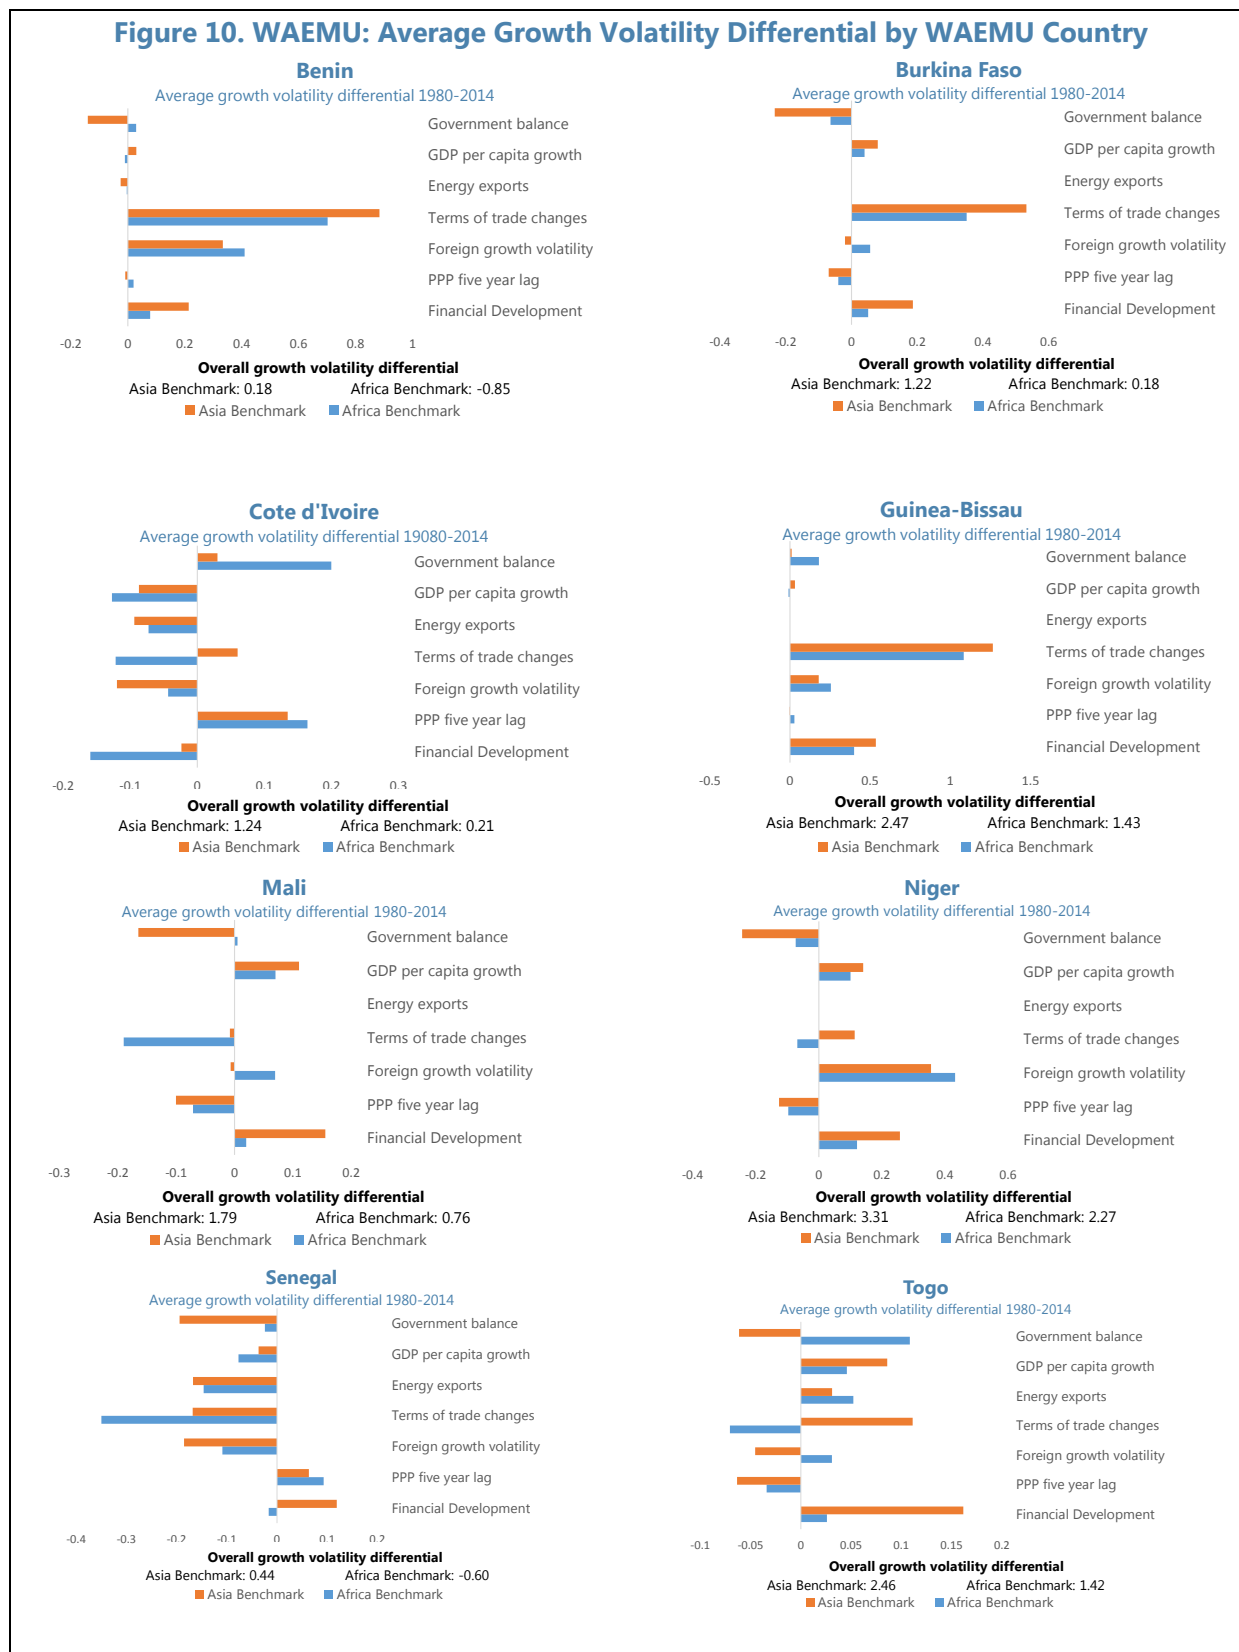 Figure 10. WAEMU: Average Growth Volatility Differential by WAEMU Country
Benin
Average growth volatility differential 1980-2014
Government balance
GDP per capita growth
Energy exports
Terms of trade changes
Foreign growth volatility
PPP five year lag
Financial Development
-0.2 0 0.2 0.4 0.6 0.8 1
Overall growth volatility differential
Asia Benchmark: 0.18 Africa Benchmark: -0.85
Asia Benchmark Africa Benchmark
Burkina Faso
Average growth volatility differential 1980-2014
Government balance
GDP per capita growth
Energy exports
Terms of trade changes
Foreign growth volatility
PPP five year lag
Financial Development
-0.4 -0.2 0 0.2 0.4 0.6
Overall growth volatility differential
Asia Benchmark: 1.22 Africa Benchmark: 0.18
Asia Benchmark Africa Benchmark
Cote d'Ivoire
Average growth volatility differential 19080-2014
Government balance
GDP per capita growth
Energy exports
Terms of trade changes
Foreign growth volatility
PPP five year lag
Financial Development
-0.2 -0.1 0 0.1 0.2 0.3
Overall growth volatility differential
Asia Benchmark: 1.24 Africa Benchmark: 0.21
Asia Benchmark Africa Benchmark
Guinea-Bissau
Average growth volatility differential 1980-2014
Government balance
GDP per capita growth
Energy exports
Terms of trade changes
Foreign growth volatility
PPP five year lag
Financial Development
-0.5 0 0.5 1 1.5
Overall growth volatility differential
Asia Benchmark: 2.47 Africa Benchmark: 1.43
Asia Benchmark Africa Benchmark
Mali
Average growth volatility differential 1980-2014
Government balance
GDP per capita growth
Energy exports
Terms of trade changes
Foreign growth volatility
PPP five year lag
Financial Development
-0.3 -0.2 -0.1 0 0.1 0.2
Overall growth volatility differential
Asia Benchmark: 1.79 Africa Benchmark: 0.76
Asia Benchmark Africa Benchmark
Niger
Average growth volatility differential 1980-2014
Government balance
GDP per capita growth
Energy exports
Terms of trade changes
Foreign growth volatility
PPP five year lag
Financial Development
-0.4 -0.2 0 0.2 0.4 0.6
Overall growth volatility differential
Asia Benchmark: 3.31 Africa Benchmark: 2.27
Asia Benchmark Africa Benchmark
Senegal
Average growth volatility differential 1980-2014
Government balance
GDP per capita growth
Energy exports
Terms of trade changes
Foreign growth volatility
PPP five year lag
Financial Development
-0.4 -0.3 -0.2 -0.1 0 0.1 0.2
Overall growth volatility differential
Asia Benchmark: 0.44 Africa Benchmark: -0.60
Asia Benchmark Africa Benchmark
Togo
Average growth volatility differential 1980-2014
Government balance
GDP per capita growth
Energy exports
Terms of trade changes
Foreign growth volatility
PPP five year lag
Financial Development
-0.1 -0.05 0 0.05 0.1 0.15 0.2
Overall growth volatility differential
Asia Benchmark: 2.46 Africa Benchmark: 1.42
Asia Benchmark Africa Benchmark